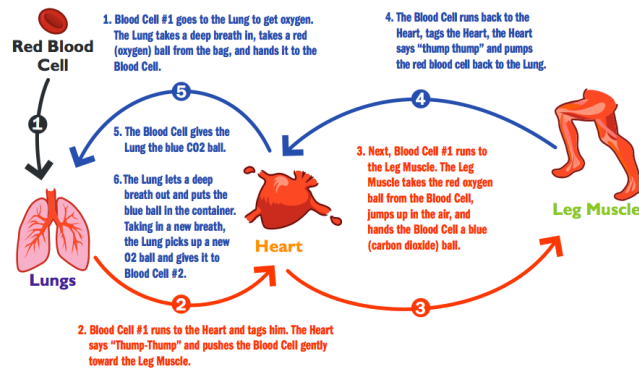 1. Blood Cell #1 goes to the Lung to get oxygen.
The Lung takes a deep breath in, takes a red
(oxygen) ball from the bag, and hands it to the
Blood Cell.
4. The Blood Cell runs back to the
Heart, tags the Heart, the Heart
says “thump thump” and pumps
the red blood cell back to the Lung.
Red Blood
Cell
1
5
4
5. The Blood Cell gives the
Lung the blue CO2 ball.
6.The Lung lets a deep
breath out and puts the
blue ball in the container.
Taking in a new breath,
the Lung picks up a new
O2 ball and gives it to
Blood Cell #2.
3. Next, Blood Cell #1 runs to
the Leg Muscle. The Leg
Muscle takes the red oxygen
ball from the Blood Cell,
jumps up in the air, and
hands the Blood Cell a blue
(carbon dioxide) ball.
Leg Muscle
Heart
Lungs
2
3
2. Blood Cell #1 runs to the Heart and tags him. The Heart
says “Thump-Thump” and pushes the Blood Cell gently
toward the Leg Muscle.